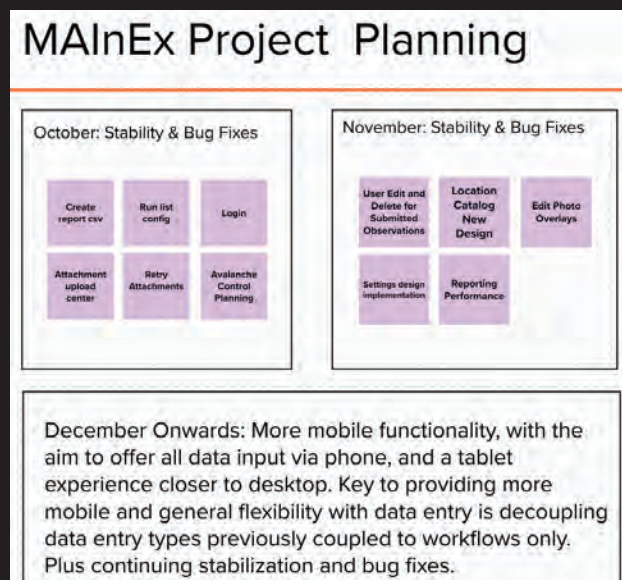 MAInEx Project Planning
October: Stability & Bug Fixes
Create
report csv
Run list
config
Login
Attachment
upload
center
Retry
Attachments
Avalanche
Control
Planning
November: Stability & Bug Fixes
User Edit and
Delete for
Submitted
Observations
Location
Catalog
New
Design
Edit Photo
Overlays
Settings design
implementation
Reporting
Performance
December Onwards: More mobile functionality, with the
aim to offer all data input via phone, and a tablet
experience closer to desktop. Key to providing more
mobile and general flexibility with data entry is decoupling
data entry types previously coupled to workflows only.
Plus continuing stabilization and bug fixes.